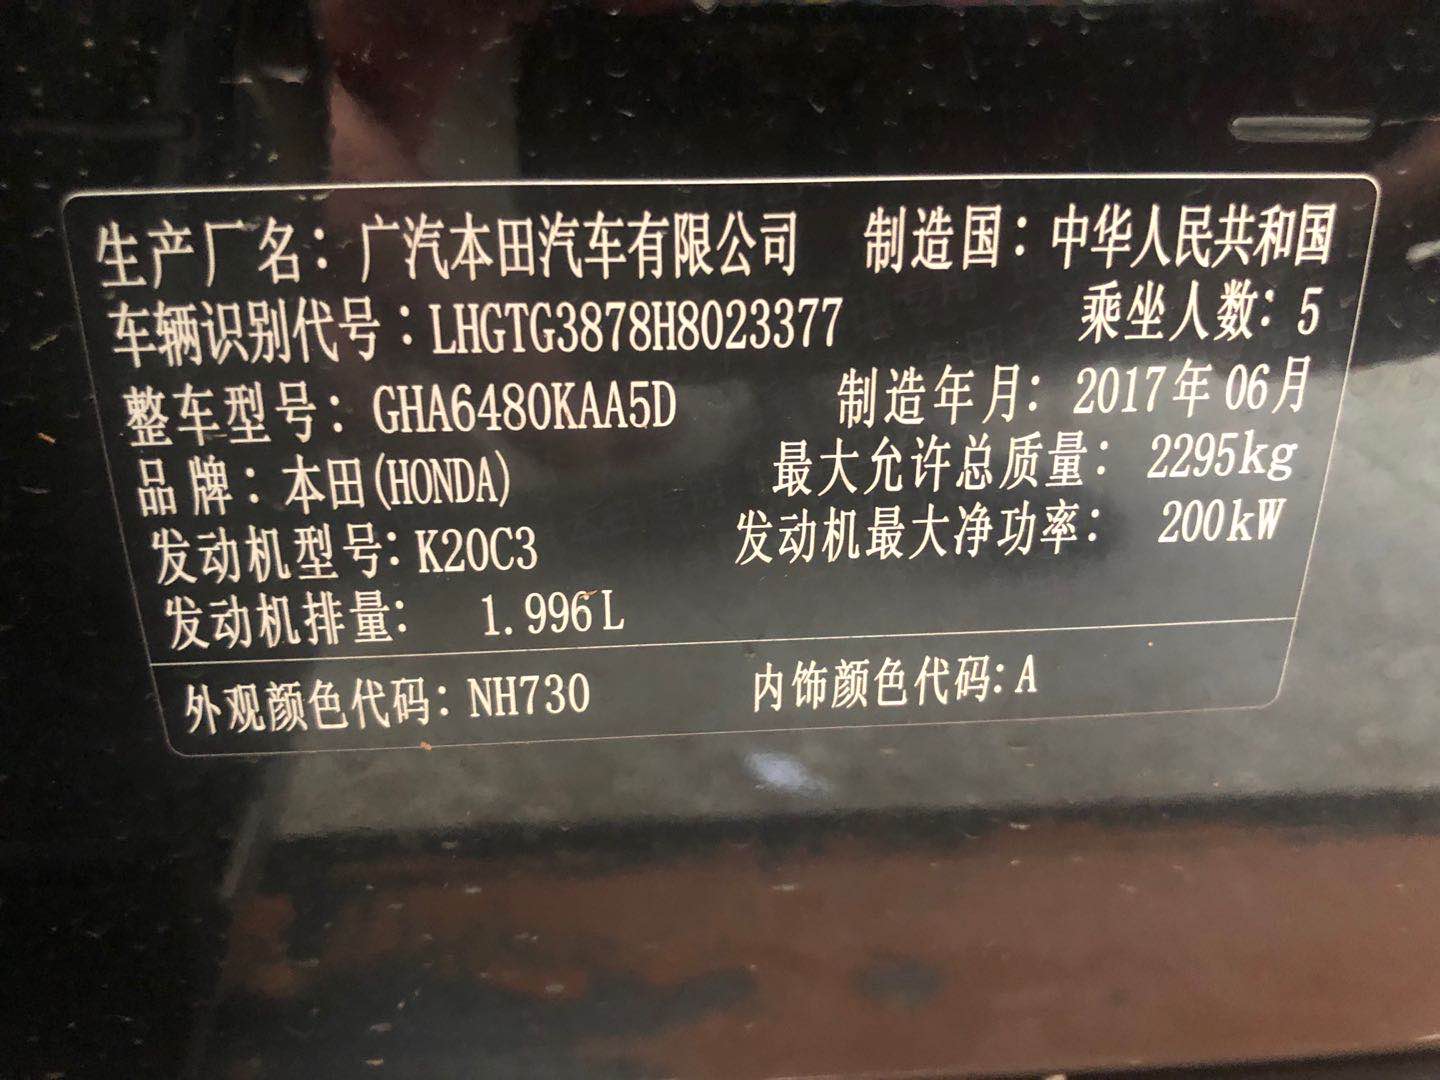 生产厂名：广汽本田汽车有限公司 制造国：中华人民共和国
车辆识别代号：LHGTG3878H8023377 乘坐人数：5
整车型号：GHA6480KAA5D 制造年月：2017年06月
品牌：本田(HONDA) 最大允许总质量：2295kg
发动机型号：K20C3 发动机最大净功率：200kW
发动机排量：1.996L
外观颜色代码：NH730 内饰颜色代码：A